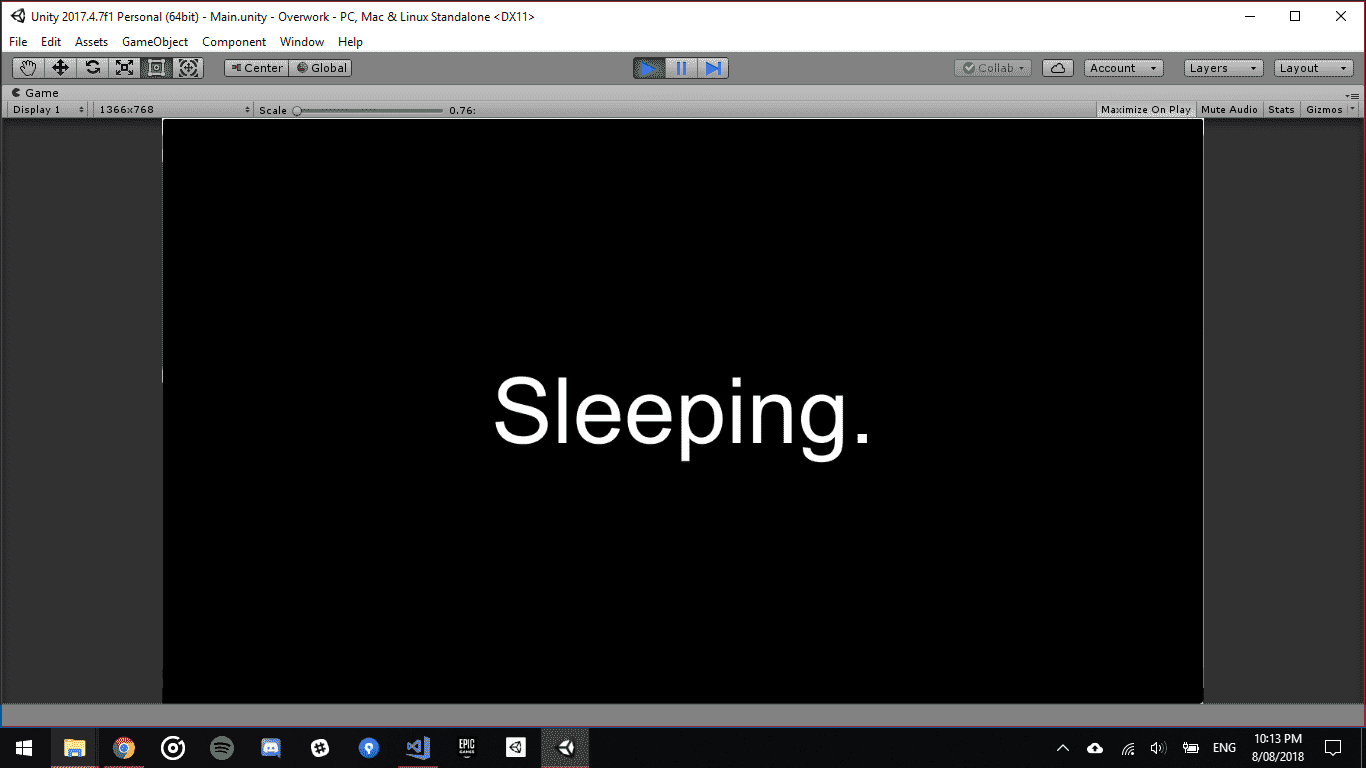 Unity 2017.4.7f1 Personal (64bit) - Main.unity - Overwork - PC, Mac & Linux Standalone <DX11>
File Edit Assets GameObject Component Window Help
Center Global Collab Account Layers Layout
Game
Display 1 1366x768 Scale 0.76: Maximize On Play Mute Audio Stats Gizmos
Sleeping.
EPIC
GAMES
ENG
10:13 PM
8/08/2018